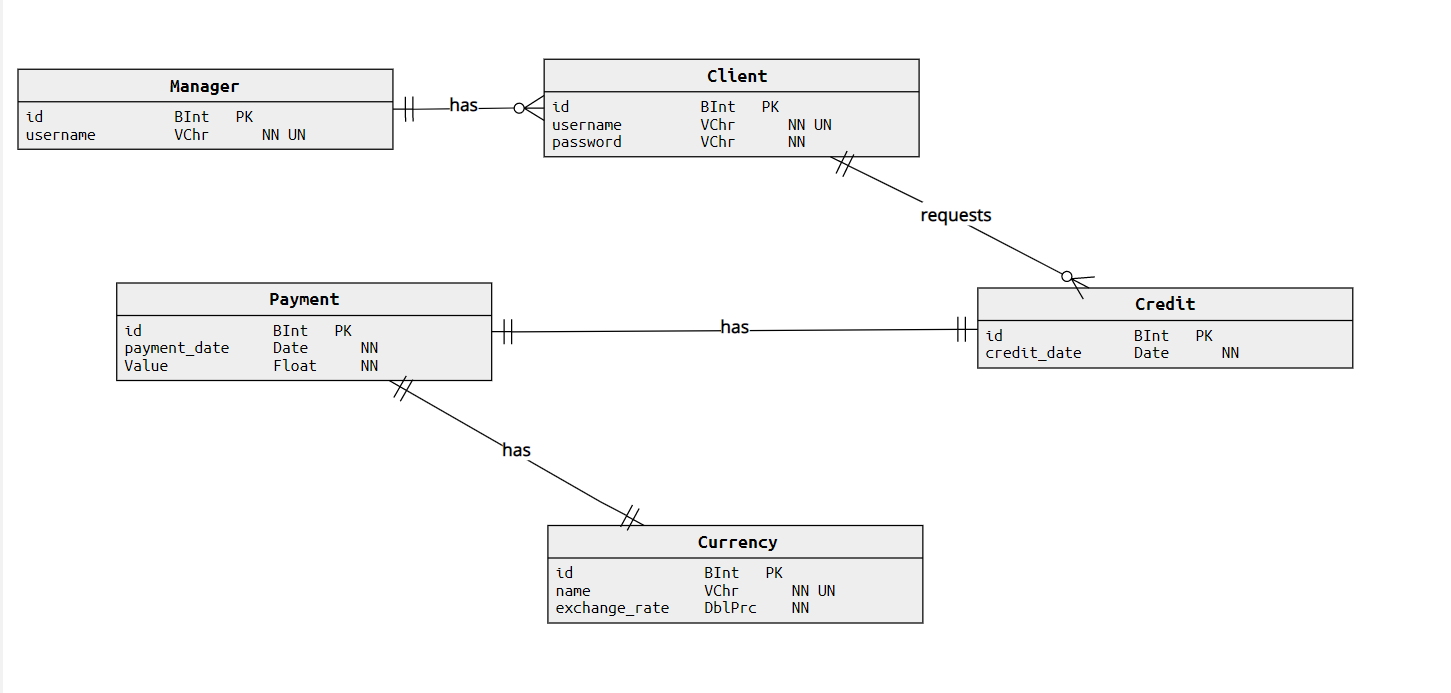 Manager
id BInt PK
username VChr NN UN
has
Client
id BInt PK
username VChr NN UN
password VChr NN
requests
Payment
id BInt PK
payment_date Date NN
Value Float NN
has
Credit
id BInt PK
credit_date Date NN
has
Currency
id BInt PK
name VChr NN UN
exchange_rate DblPrc NN